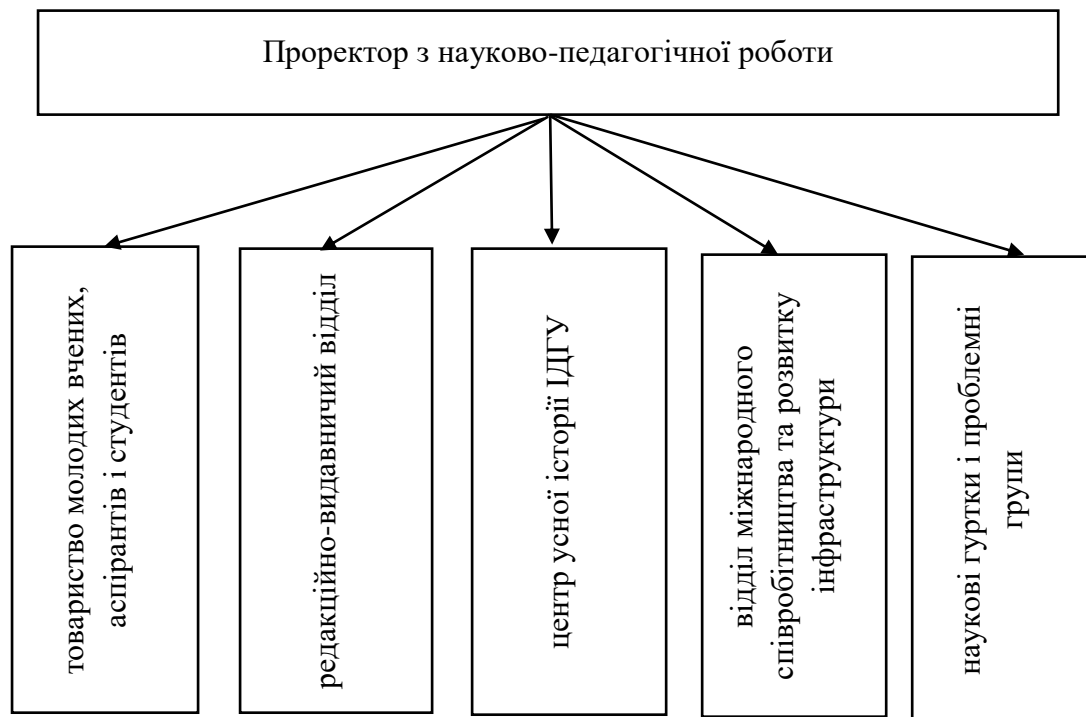 Проректор з науково-педагогічної роботи
товариство молодих вчених,
аспірантів і студентів
редакційно-видавничий відділ
центр усної історії ІДГУ
відділ міжнародного
співробітництва та розвитку
інфраструктури
наукові гуртки і проблемні
групи